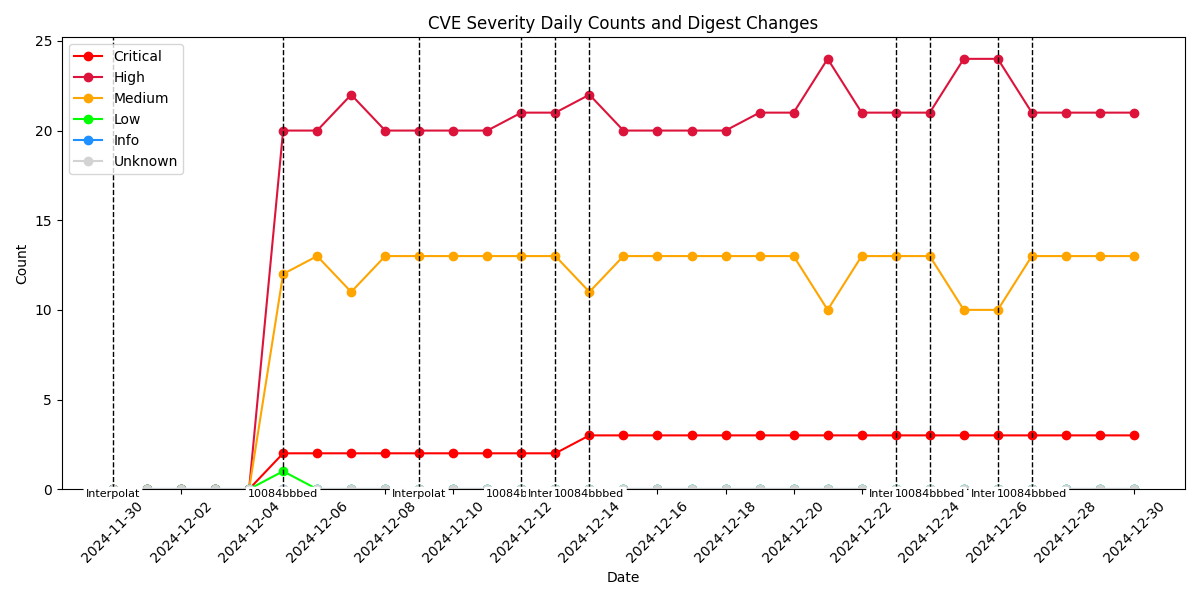 CVE Severity Daily Counts and Digest Changes
Critical
High
Medium
Low
Info
Unknown
25
20
15
10
5
0
Count
Interpolat
10084bbbed
Interpolat
10084b
Inter
10084bbbed
Inter
10084bbbed
Inter
10084bbbed
2024-11-30
2024-12-02
2024-12-04
2024-12-06
2024-12-08
2024-12-10
2024-12-12
2024-12-14
2024-12-16
2024-12-18
2024-12-20
2024-12-22
2024-12-24
2024-12-26
2024-12-28
2024-12-30
Date